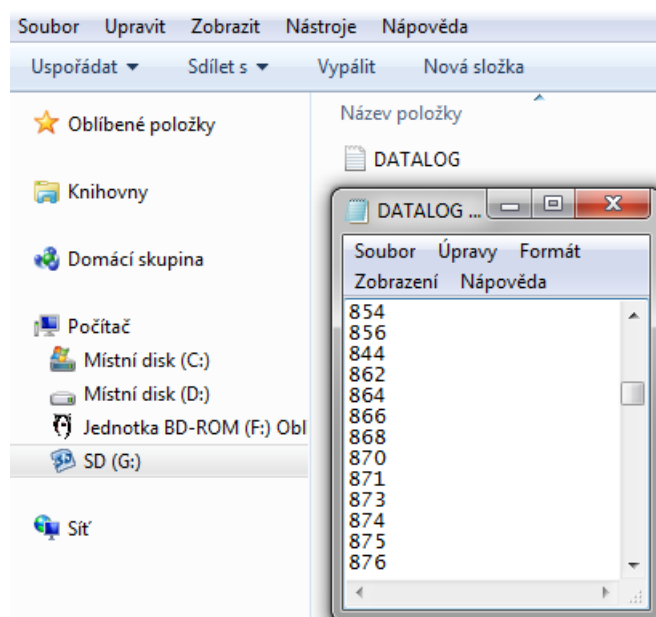 Soubor Upravit Zobrazit Nástroje Nápověda
Uspořádat Sdílet s Vypálit Nová složka
Oblíbené položky
Knihovny
Domácí skupina
Počítač
Místní disk (C:)
Místní disk (D:)
Jednotka BD-ROM (F:) Obl
SD (G:)
Síť
Název položky
DATALOG
DATALOG ...
Soubor Úpravy Formát
Zobrazení Nápověda
854
856
844
862
864
866
868
870
871
873
874
875
876